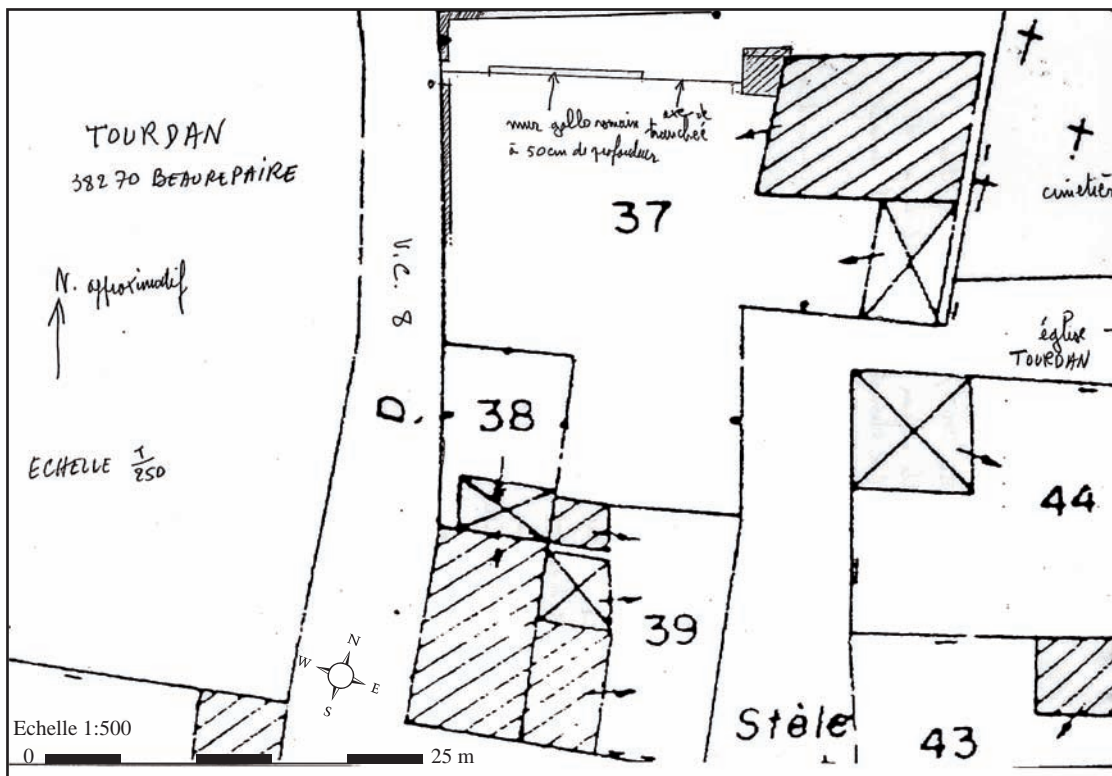 TOURDAN
38270 BEAUREPAIRE
N. approximatif
ECHELLE 1/250
mur gallo romain
à 50cm de profondeur
axe de
tranchée
37
cimetière
V.C. 8
D.
38
église
TOURDAN
44
39
Stèle
43
N
W
E
S
Echelle 1:500
0
25 m